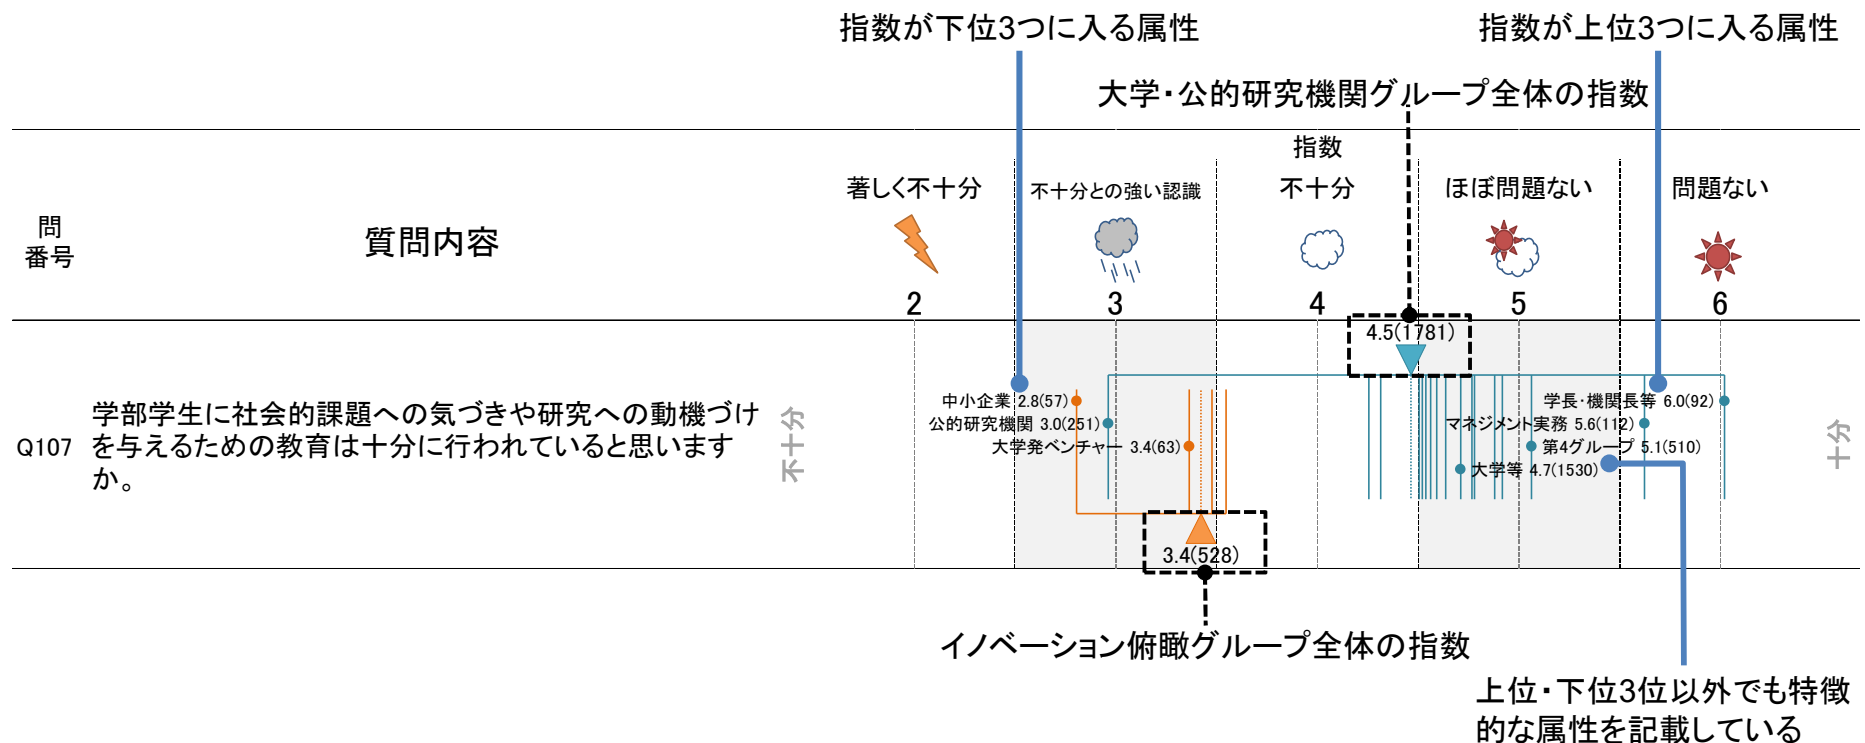 指数が下位3つに入る属性
指数が上位3つに入る属性
大学・公的研究機関グループ全体の指数
指数
著しく不十分
不十分との強い認識
不十分
ほぼ問題ない
問題ない
問
番号
質問内容
2
3
4
5
6
4.5(1781)
Q107
学部学生に社会的課題への気づきや研究への動機づけ
を与えるための教育は十分に行われていると思います
か。
不十分
中小企業 2.8(57)
公的研究機関 3.0(251)
大学発ベンチャー 3.4(63)
学長・機関長等 6.0(92)
マネジメント実務 5.6(112)
第4グループ 5.1(510)
大学等 4.7(1530)
十分
3.4(528)
イノベーション俯瞰グループ全体の指数
上位・下位3位以外でも特徴
的な属性を記載している